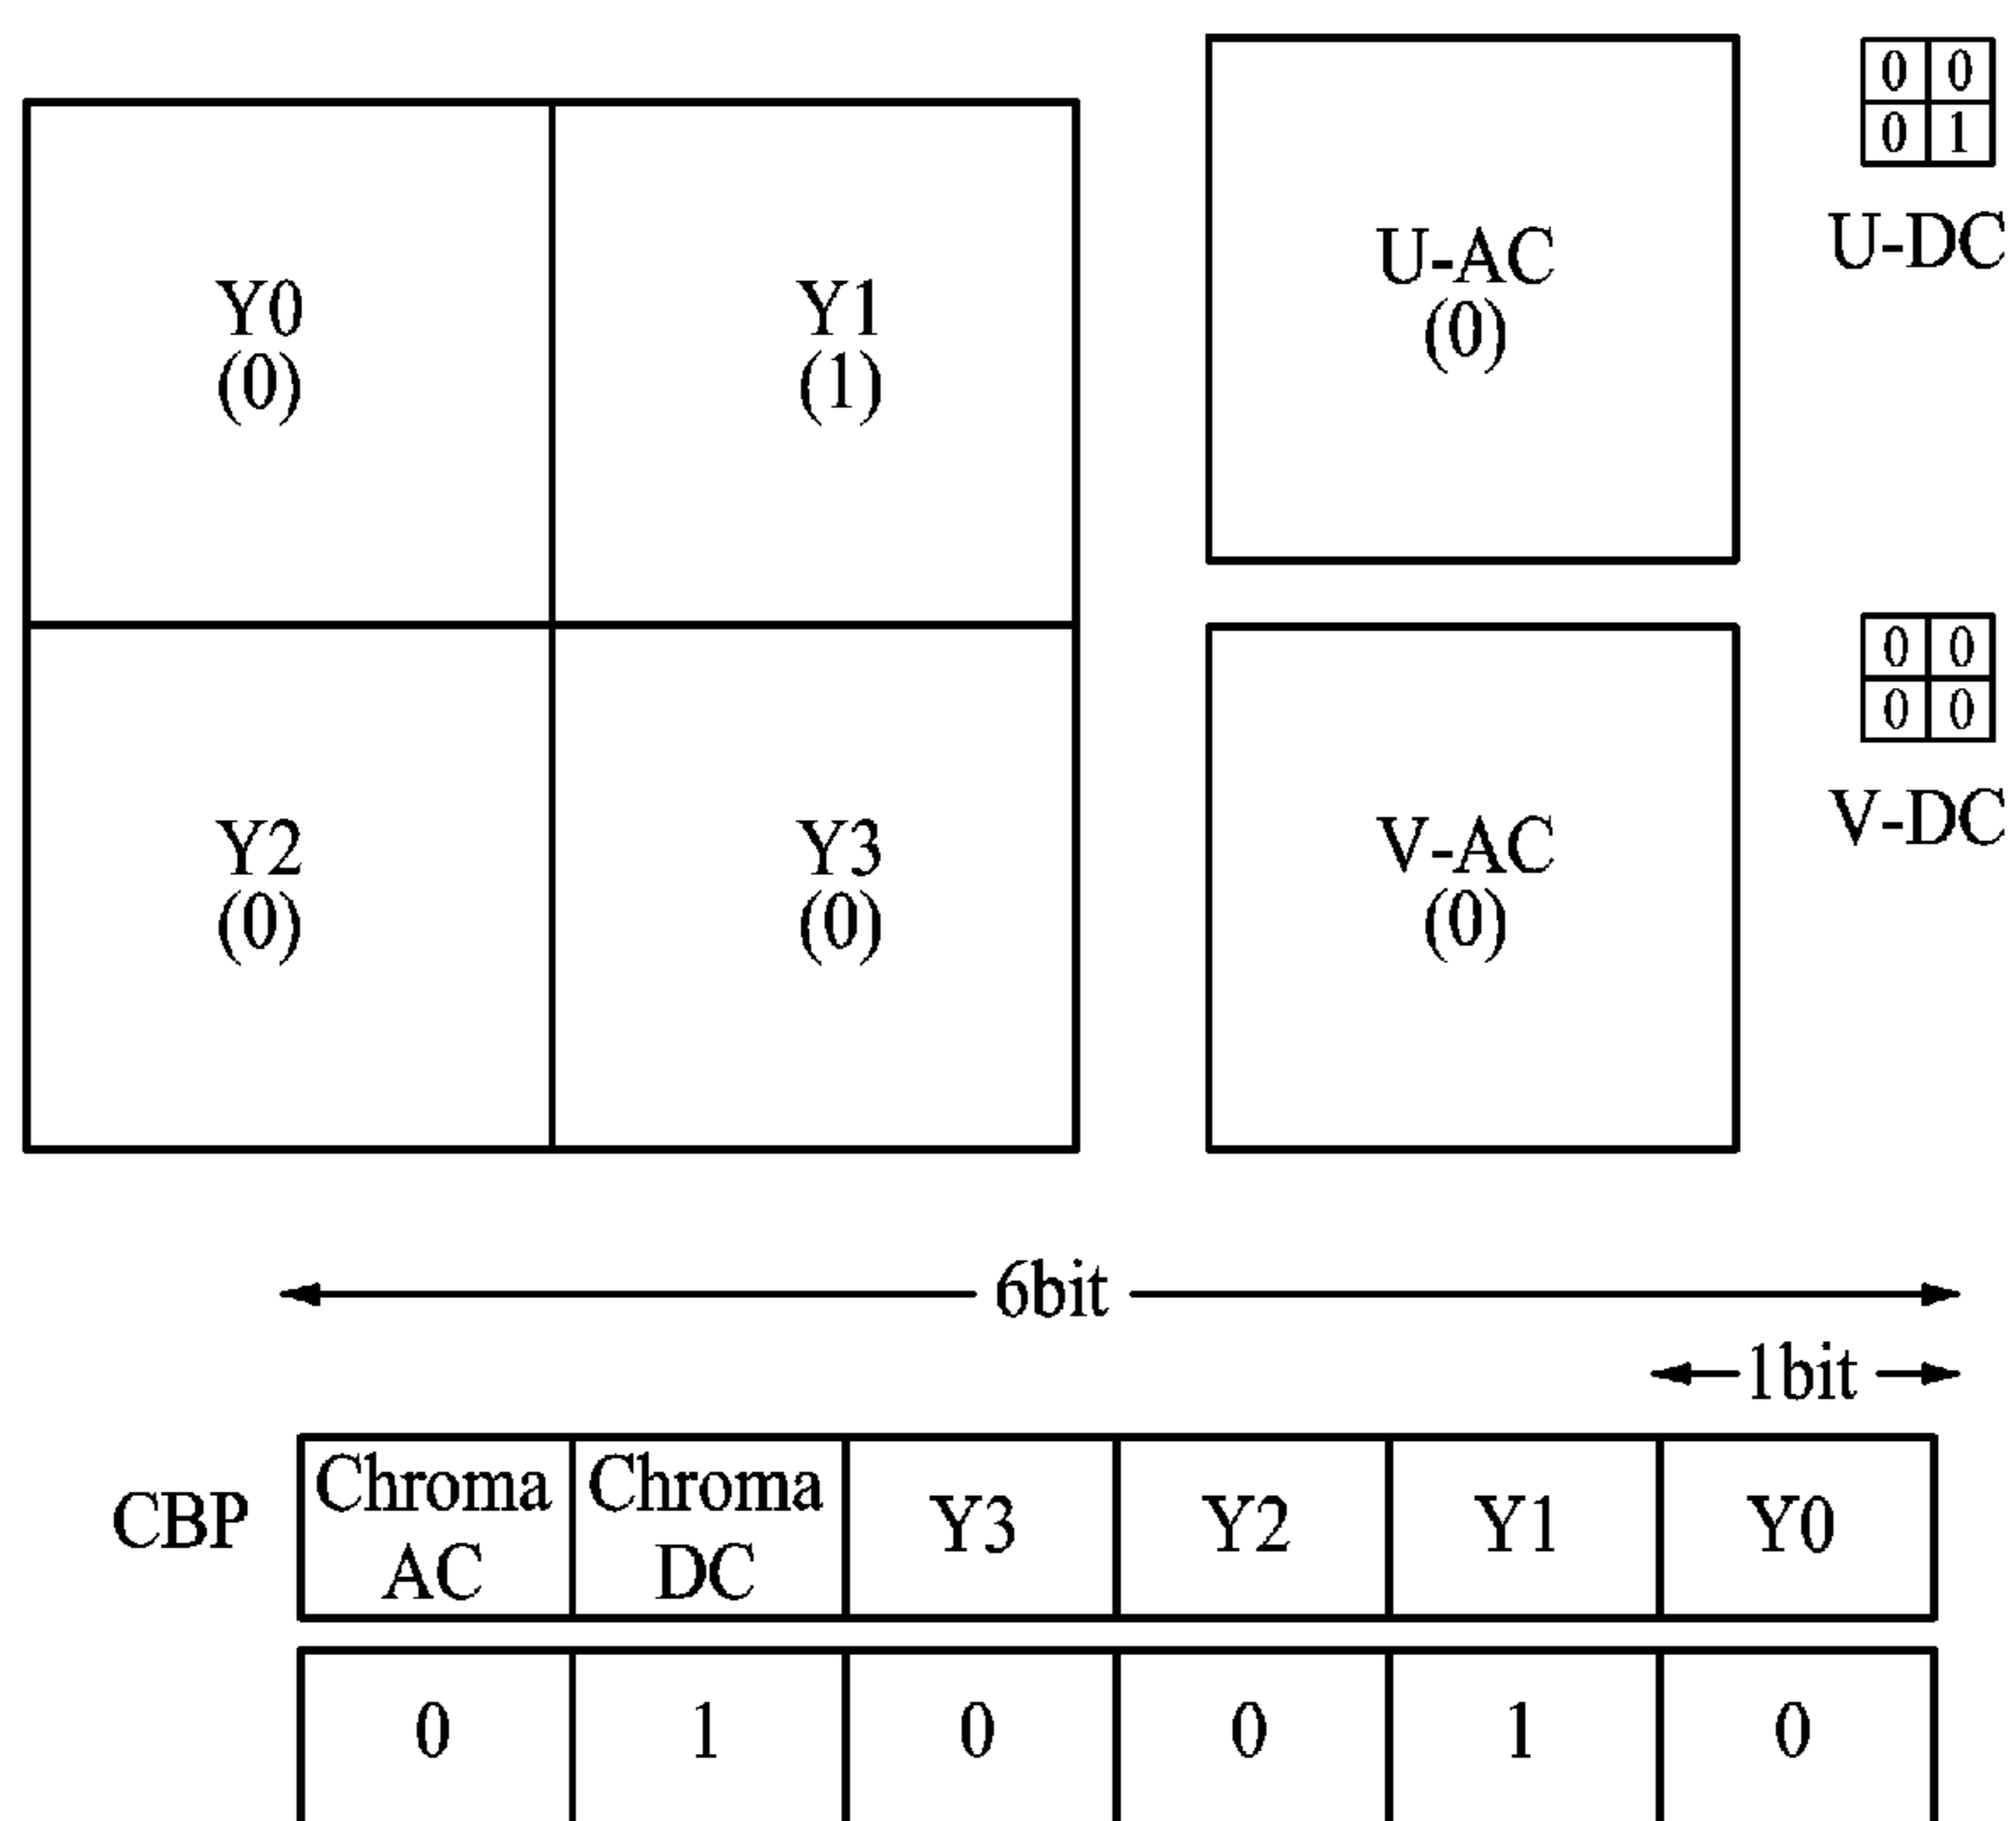 Y0
(0)
Y1
(1)
Y2
(0)
Y3
(0)
U-AC
(0)
0 0
0 1
U-DC
V-AC
(0)
0 0
0 0
V-DC
6bit
1bit
CBP
Chroma AC
Chroma DC
Y3
Y2
Y1
Y0
0 1 0 0 1 0